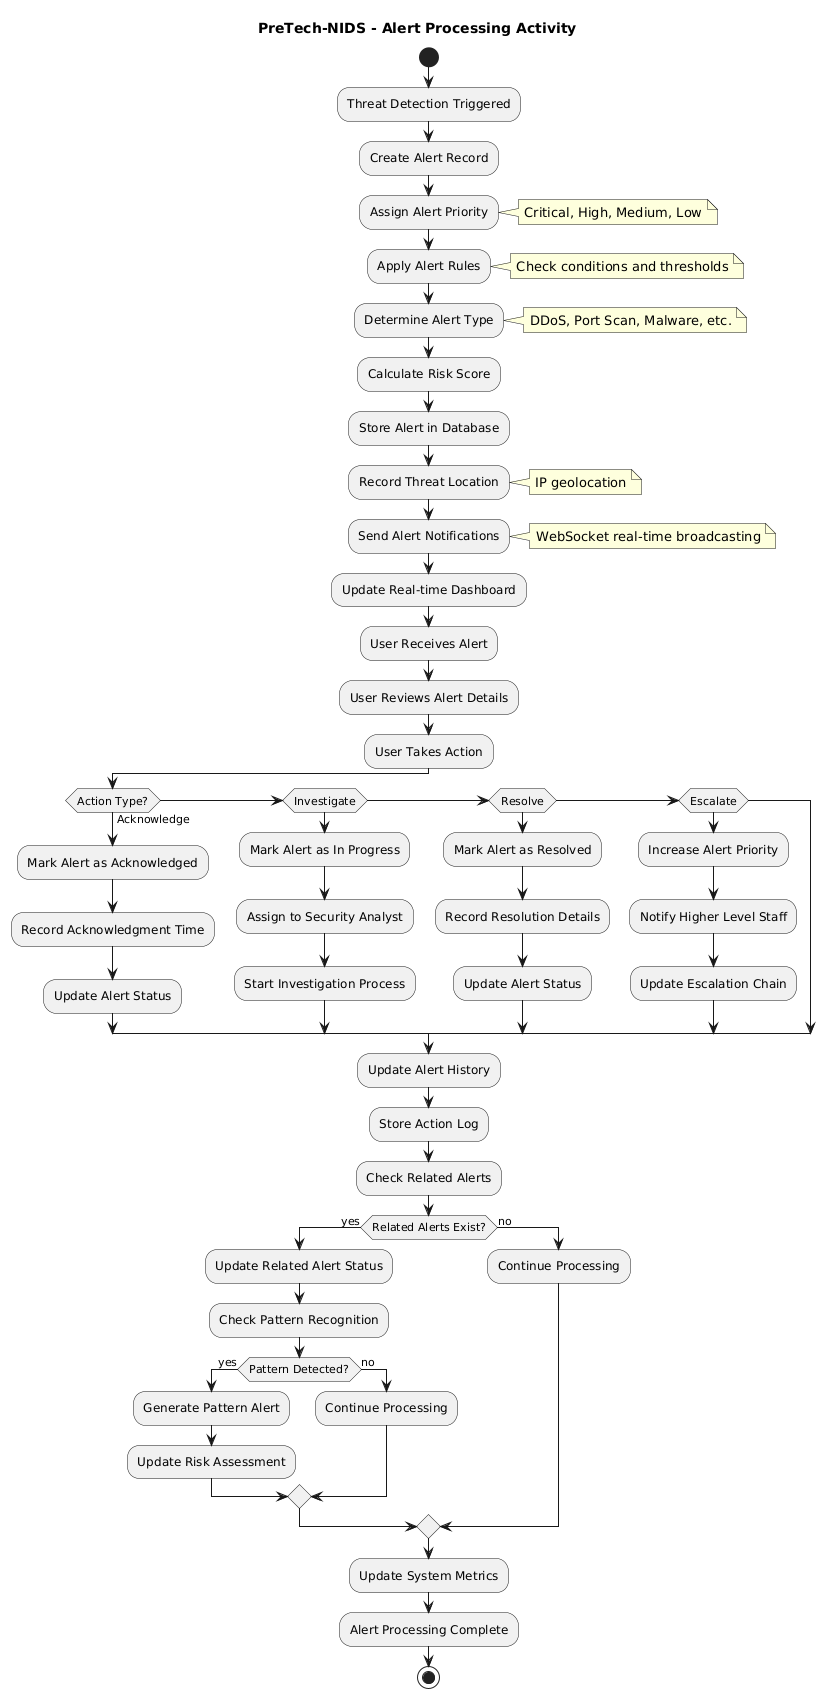 PreTech-NIDS - Alert Processing Activity
Threat Detection Triggered
Create Alert Record
Assign Alert Priority
Critical, High, Medium, Low
Apply Alert Rules
Check conditions and thresholds
Determine Alert Type
DDoS, Port Scan, Malware, etc.
Calculate Risk Score
Store Alert in Database
Record Threat Location
IP geolocation
Send Alert Notifications
WebSocket real-time broadcasting
Update Real-time Dashboard
User Receives Alert
User Reviews Alert Details
User Takes Action
Action Type?
Acknowledge
Mark Alert as Acknowledged
Record Acknowledgment Time
Update Alert Status
Investigate
Mark Alert as In Progress
Assign to Security Analyst
Start Investigation Process
Resolve
Mark Alert as Resolved
Record Resolution Details
Update Alert Status
Escalate
Increase Alert Priority
Notify Higher Level Staff
Update Escalation Chain
Update Alert History
Store Action Log
Check Related Alerts
Related Alerts Exist?
yes
no
Update Related Alert Status
Continue Processing
Check Pattern Recognition
Pattern Detected?
yes
no
Generate Pattern Alert
Continue Processing
Update Risk Assessment
Update System Metrics
Alert Processing Complete